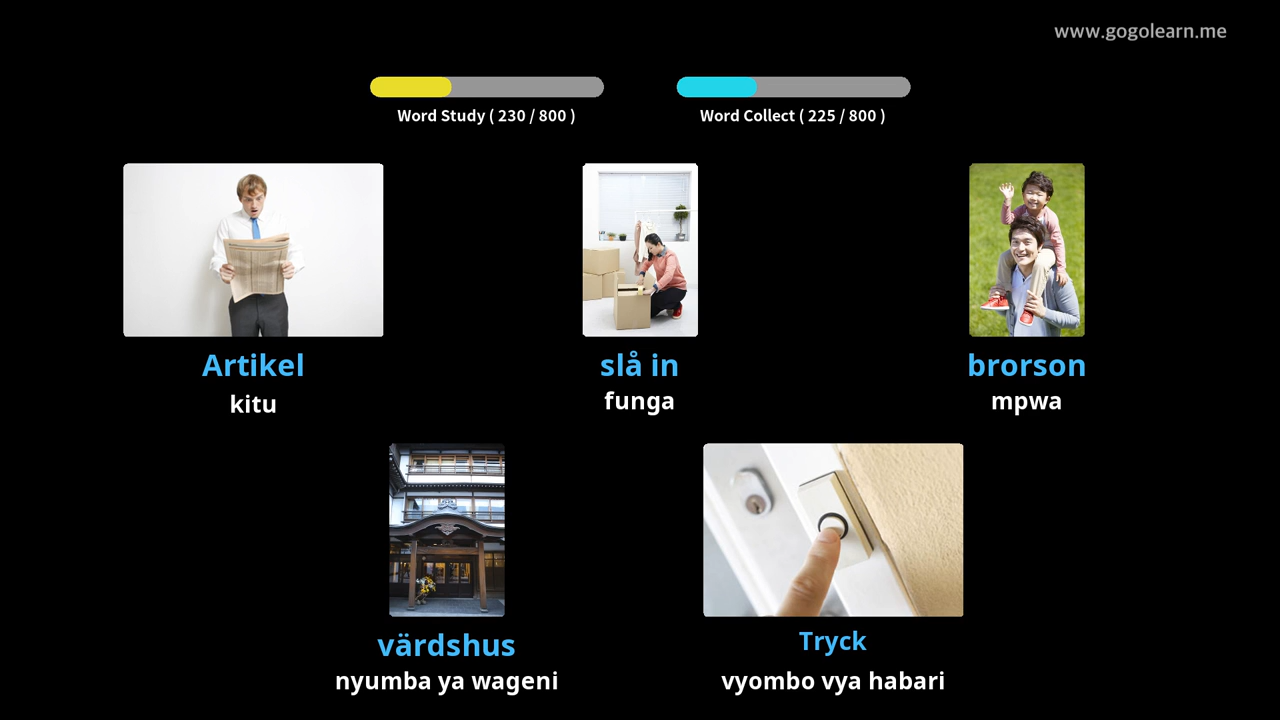 www.gogolearn.me
Word Study ( 230 / 800 )
Word Collect ( 225 / 800 )
Artikel
kitu
slå in
funga
brorson
mpwa
värdshus
nyumba ya wageni
Tryck
vyombo vya habari